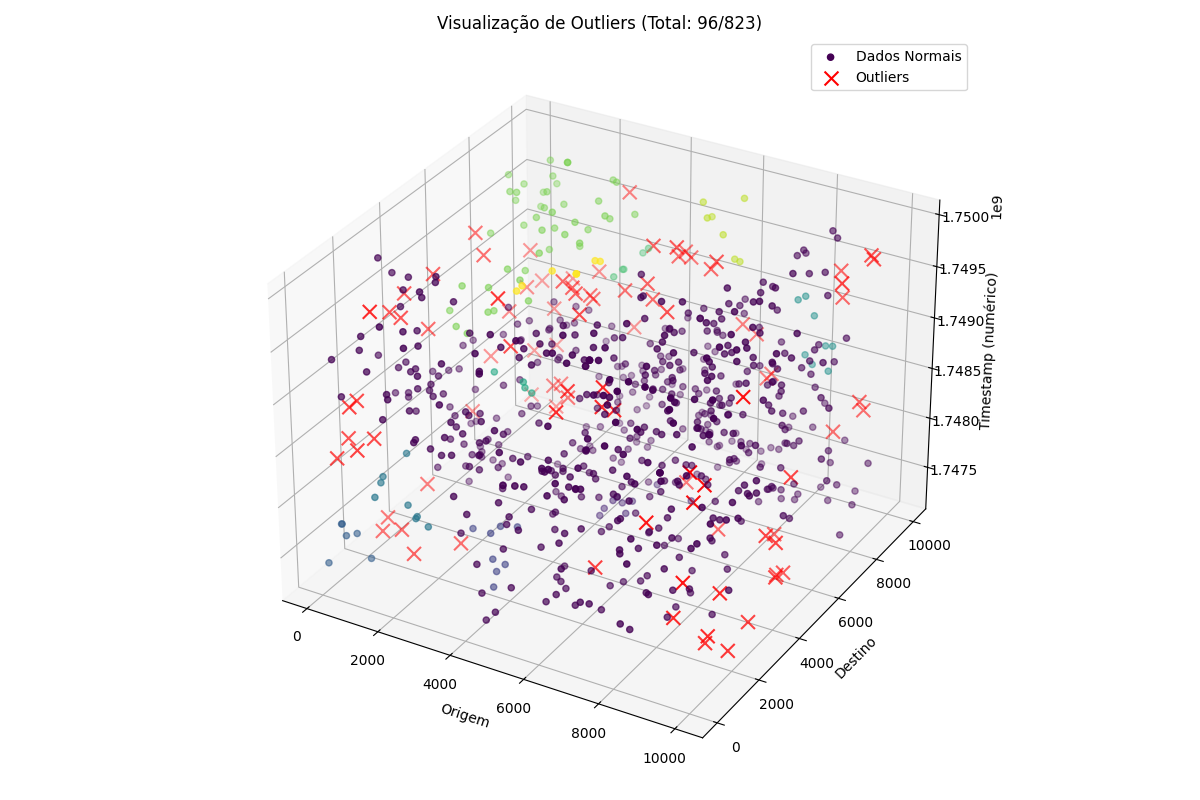 Visualização de Outliers (Total: 96/823)
Dados Normais
Outliers
1e9
1.7500
1.7495
1.7490
1.7485
1.7480
1.7475
Timestamp (numérico)
10000
8000
6000
4000
2000
0
Destino
0
2000
4000
6000
8000
10000
Origem